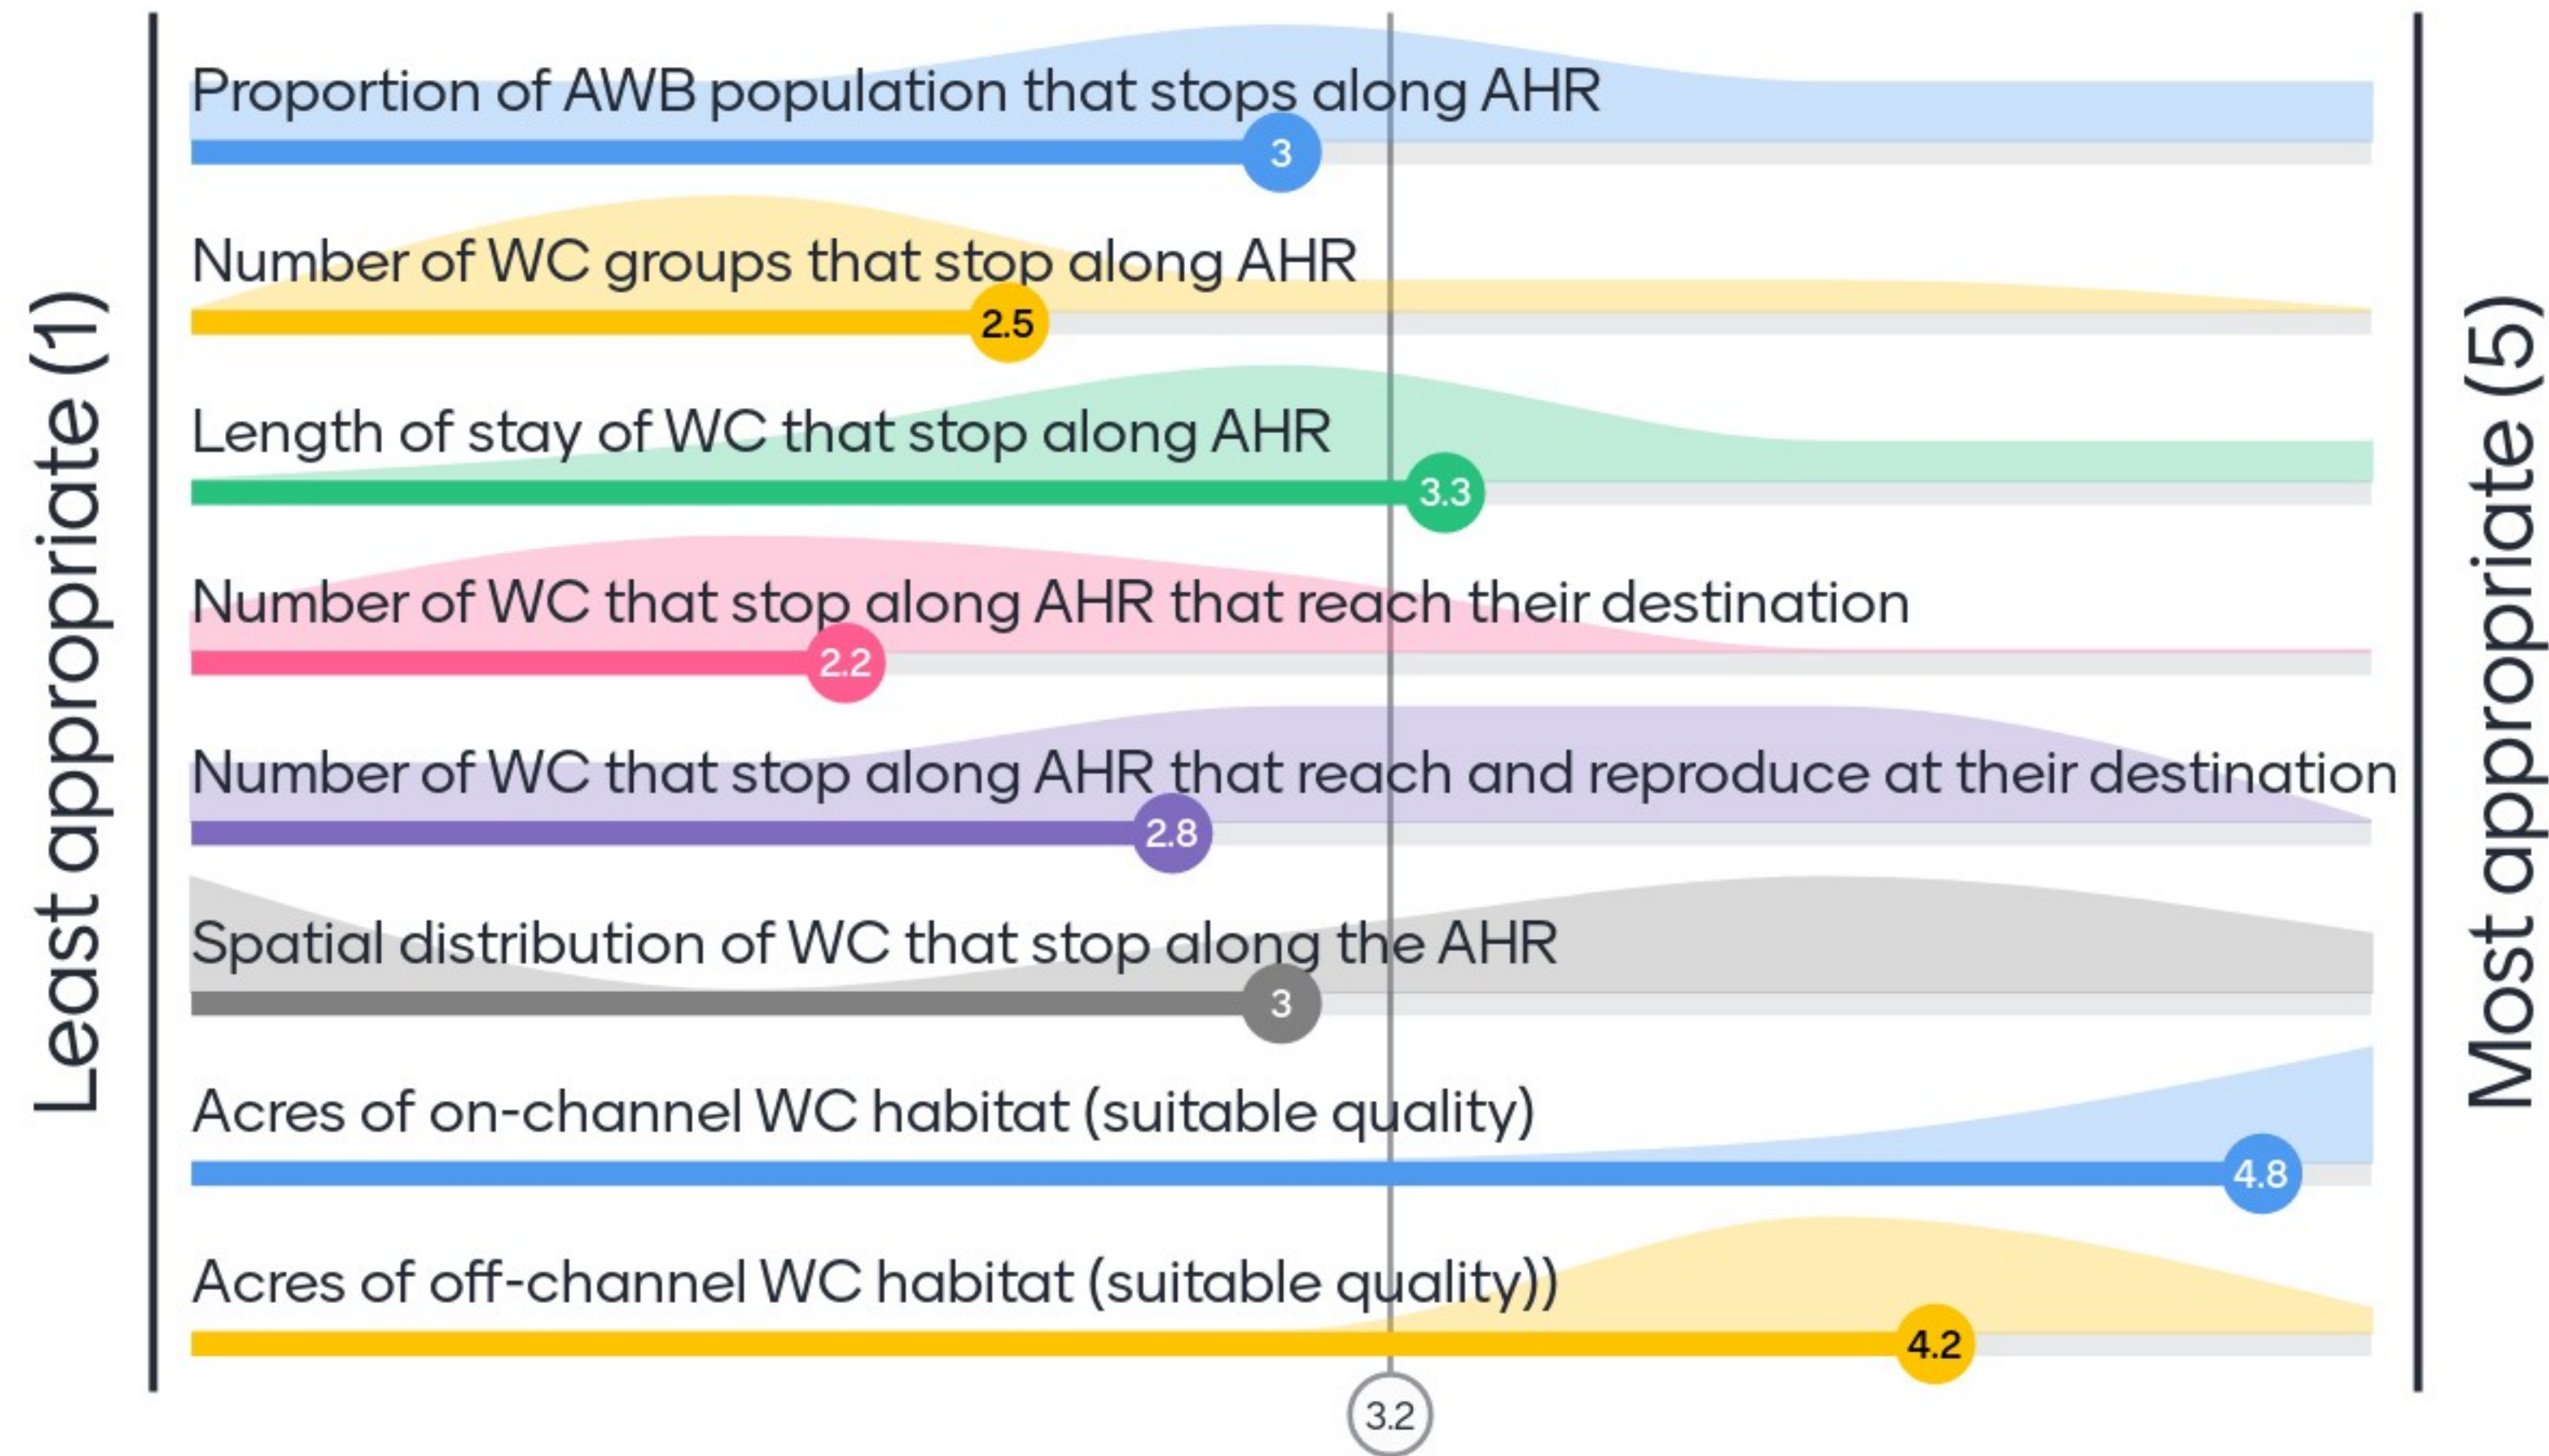 Least appropriate (1)
Proportion of AWB population that stops along AHR
3
Number of WC groups that stop along AHR
2.5
Length of stay of WC that stop along AHR
3.3
Number of WC that stop along AHR that reach their destination
2.2
Number of WC that stop along AHR that reach and reproduce at their destination
2.8
Spatial distribution of WC that stop along the AHR
3
Acres of on-channel WC habitat (suitable quality)
4.8
Acres of off-channel WC habitat (suitable quality))
4.2
3.2
Most appropriate (5)